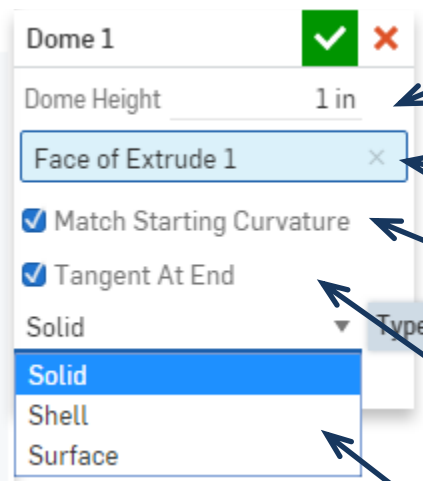 Dome 1
Dome Height 1 in
Face of Extrude 1
Match Starting Curvature
Tangent At End
Solid Type
Solid
Shell
Surface